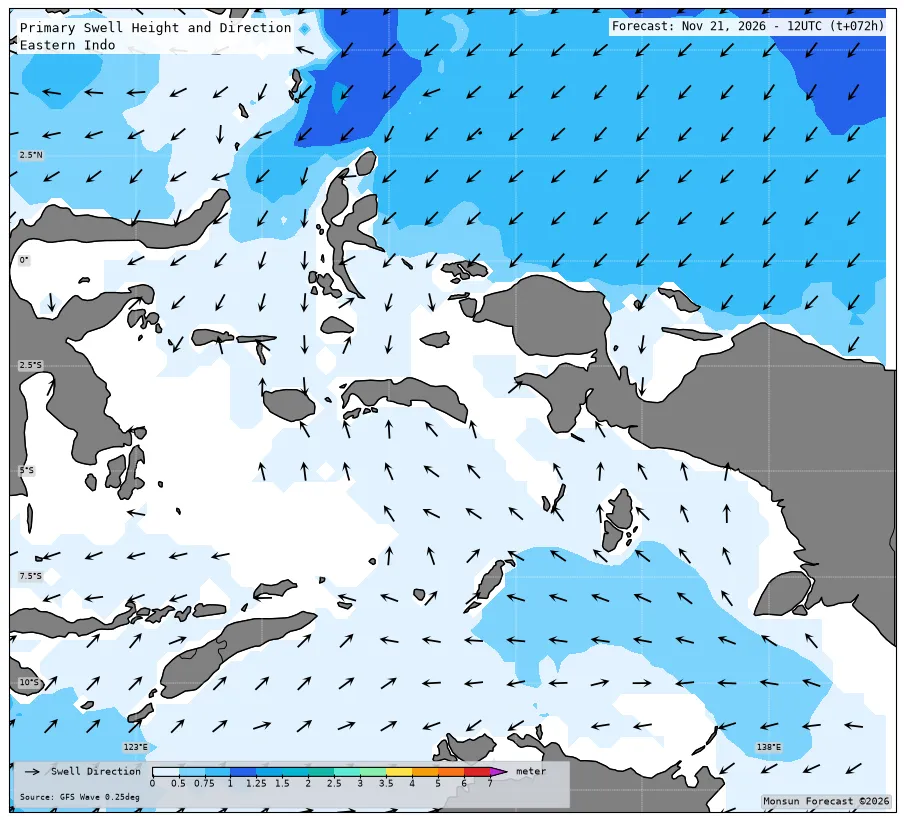 Primary Swell Height and Direction
Eastern Indo
Forecast: Nov 21, 2026 - 12UTC (t+072h)
2.5°N
0°
2.5°S
5°S
7.5°S
10°S
123°E
138°E
Swell Direction
meter
0 0.5 0.75 1 1.25 1.5 2 2.5 3 3.5 4 5 6 7
Source: GFS Wave 0.25deg
Monsun Forecast ©2026